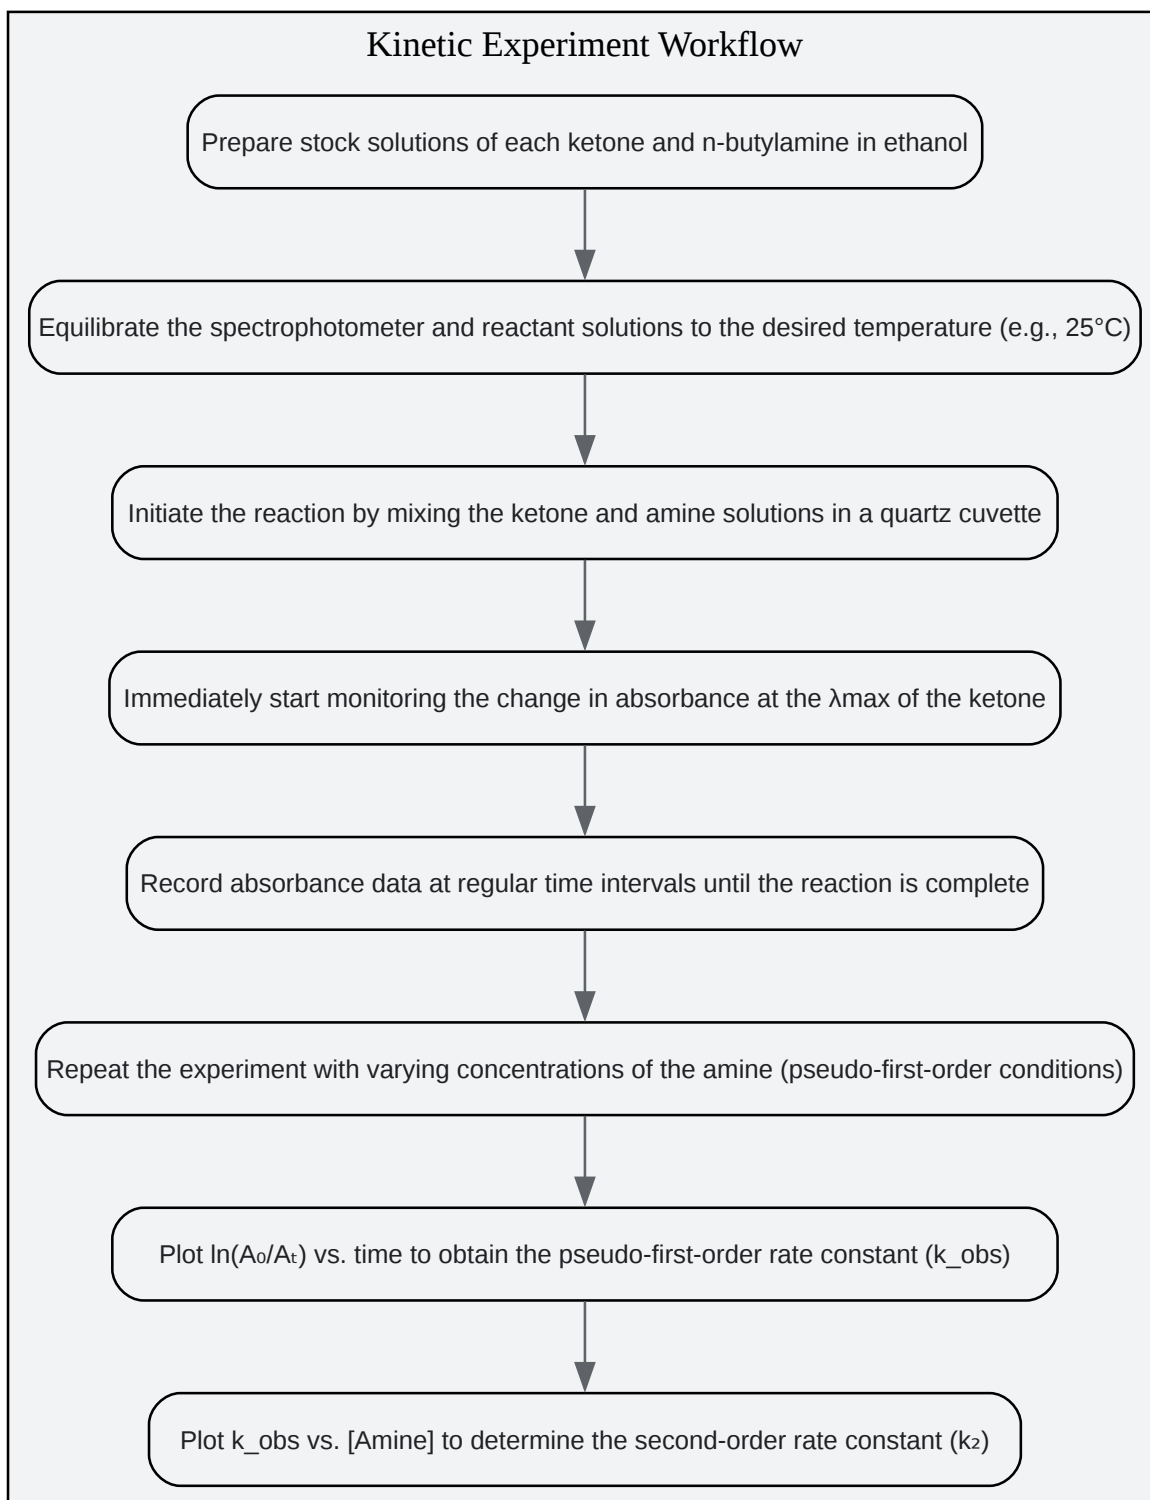 Kinetic Experiment Workflow
Prepare stock solutions of each ketone and n-butylamine in ethanol
Equilibrate the spectrophotometer and reactant solutions to the desired temperature (e.g., 25°C)
Initiate the reaction by mixing the ketone and amine solutions in a quartz cuvette
Immediately start monitoring the change in absorbance at the λmax of the ketone
Record absorbance data at regular time intervals until the reaction is complete
Repeat the experiment with varying concentrations of the amine (pseudo-first-order conditions)
Plot ln(A₀/Aₜ) vs. time to obtain the pseudo-first-order rate constant (k_obs)
Plot k_obs vs. [Amine] to determine the second-order rate constant (k₂)